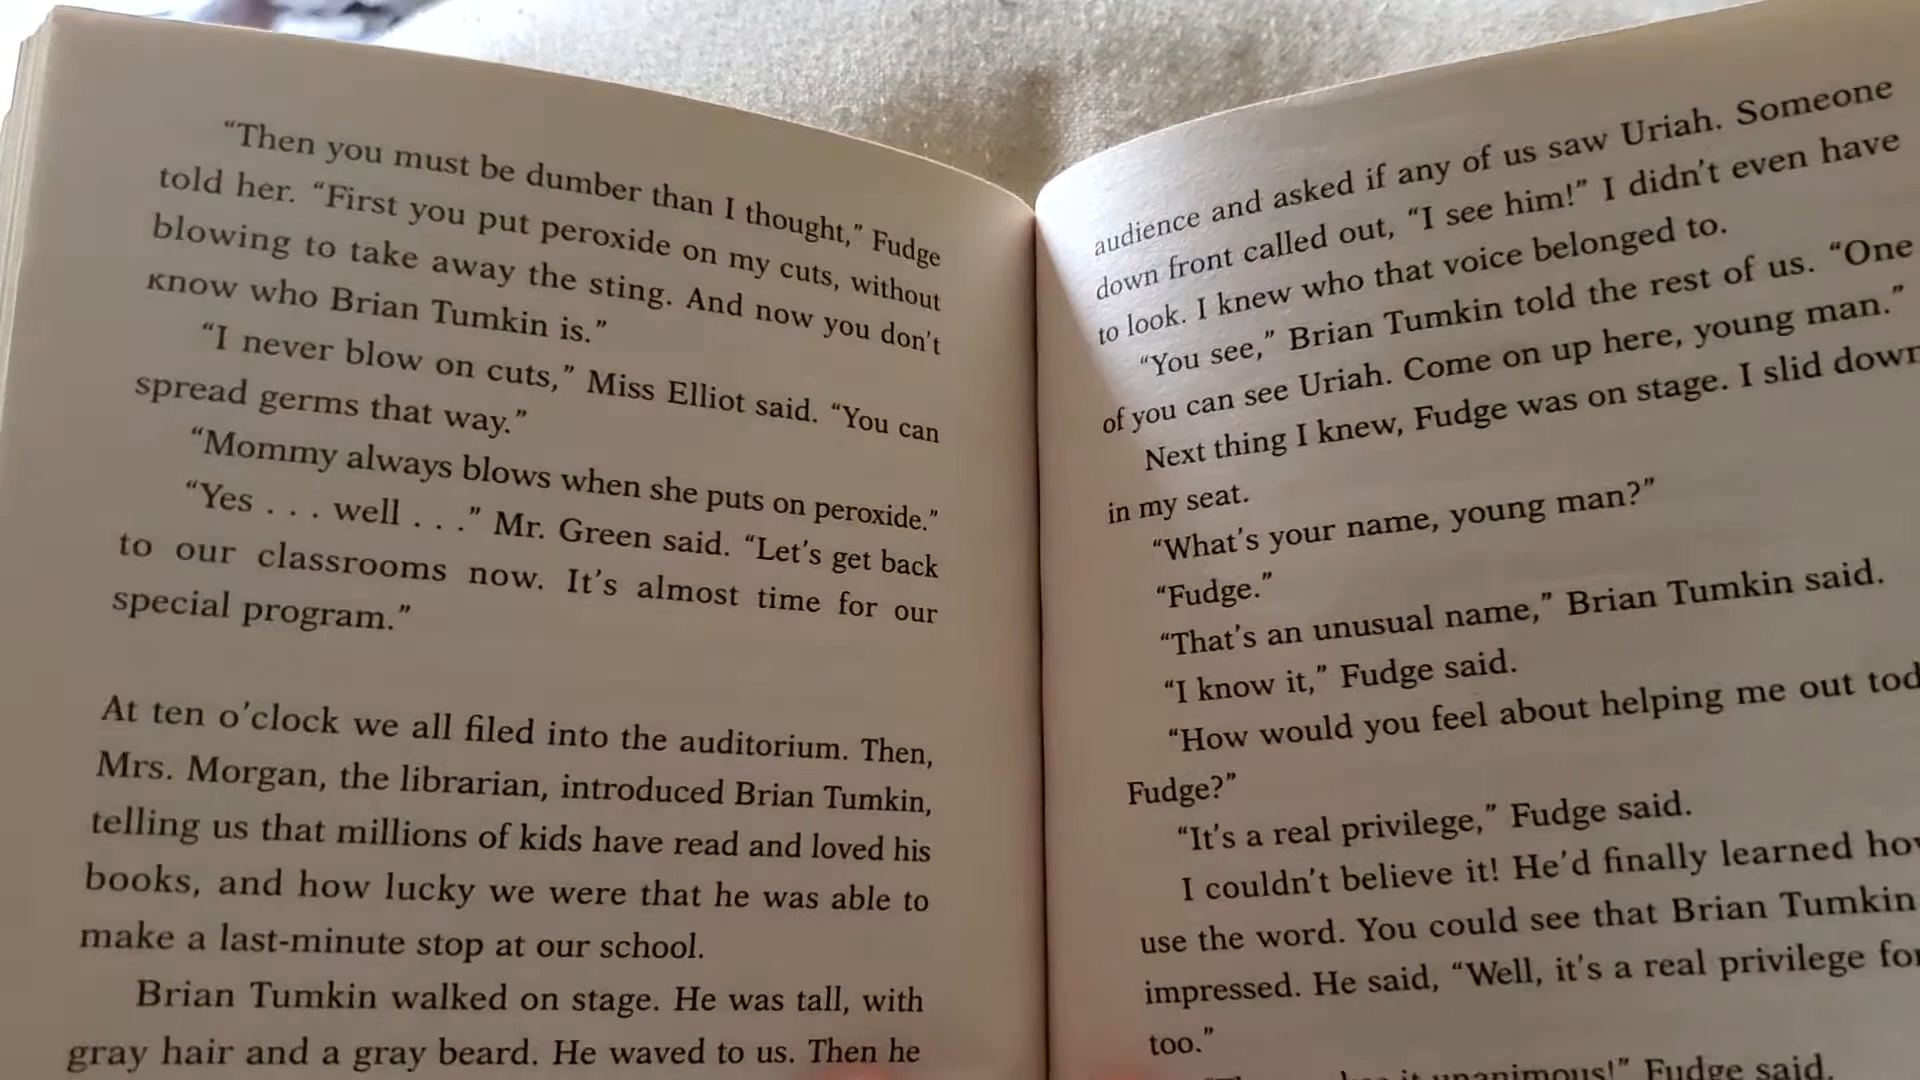 “Then you must be dumber than I thought,” Fudge
told her. “First you put peroxide on my cuts, without
blowing to take away the sting. And now you don’t
know who Brian Tumkin is.”
“I never blow on cuts,” Miss Elliot said. “You can
spread germs that way.”
“Mommy always blows when she puts on peroxide.”
“Yes . . . well . . .” Mr. Green said. “Let’s get back
to our classrooms now. It’s almost time for our
special program.”
At ten o’clock we all filed into the auditorium. Then,
Mrs. Morgan, the librarian, introduced Brian Tumkin,
telling us that millions of kids have read and loved his
books, and how lucky we were that he was able to
make a last-minute stop at our school.
Brian Tumkin walked on stage. He was tall, with
gray hair and a gray beard. He waved to us. Then he
audience and asked if any of us saw Uriah. Someone
down front called out, “I see him!” I didn’t even have
to look. I knew who that voice belonged to.
“You see,” Brian Tumkin told the rest of us. “One
of you can see Uriah. Come on up here, young man.”
Next thing I knew, Fudge was on stage. I slid down
in my seat.
“What’s your name, young man?”
“Fudge.”
“That’s an unusual name,” Brian Tumkin said.
“I know it,” Fudge said.
“How would you feel about helping me out tod
Fudge?”
“It’s a real privilege,” Fudge said.
I couldn’t believe it! He’d finally learned how
use the word. You could see that Brian Tumkin
impressed. He said, “Well, it’s a real privilege for
too.”
it unanimous!” Fudge said.